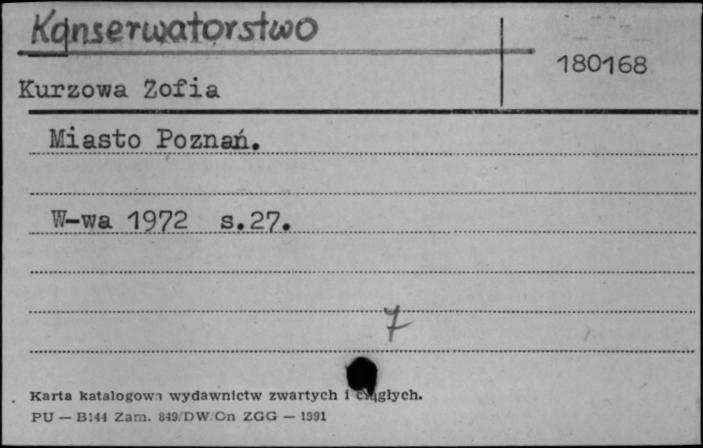 Konserwatorstwo
180168
Kurzowa Zofia
Miasto Poznań.
W-wa 1972 s.27.
7
Karta katalogowa wydawnictw zwartych i ciągłych.
PU — B144 Zam. 849/DW/On ZGG — 1991